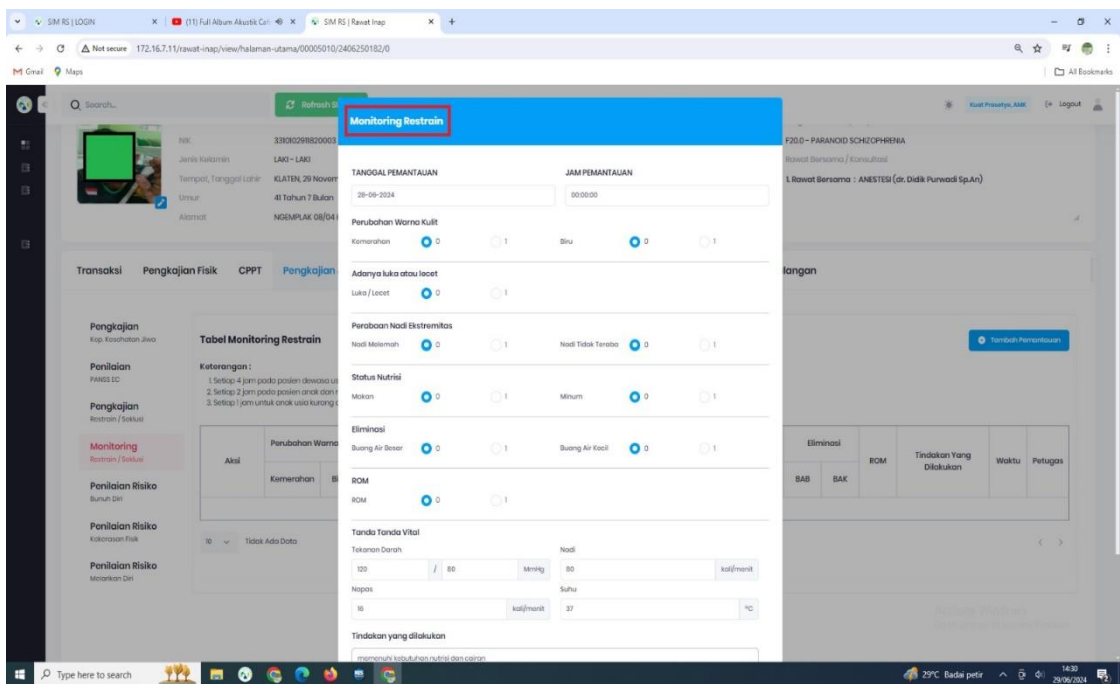 SIM RS | LOGIN
(11) Full Album Akustik Caf
SIM RS | Rawat Inap
Not secure 172.16.7.11/rawat-inap/view/halaman-utama/00005010/2406250182/0
Gmail Maps All Bookmarks
Search...
Refresh
Kuat Prasetyo, AMK
Logout
Monitoring Restrain
NIK
Jenis Kelamin LAKI - LAKI
Tempat, Tanggal Lahir KLATEN, 29 Novem
Umur 41 Tahun 7 Bulan
Alamat NGEMPLAK 08/04
F20.0 - PARANOID SCHIZOPHRENIA
Rawat Bersama / Konsultasi
1. Rawat Bersama : ANESTESI (dr. Didik Purwadi Sp.An)
Transaksi Pengkajian Fisik CPPT Pengkajian
langan
Pengkajian
Kep. Kesehatan Jiwa
Penilaian
PANSS EC
Pengkajian
Restrain / Seklusi
Monitoring
Restrain / Seklusi
Penilaian Risiko
Bunuh Diri
Penilaian Risiko
Kekerasan Fisik
Penilaian Risiko
Melarikan Diri
Tabel Monitoring Restrain
Tambah Pemantauan
Keterangan :
1. Setiap 4 jam pada pasien dewasa us
2. Setiap 2 jam pada pasien anak dan r
3. Setiap 1 jam untuk anak usia kurang
Aksi
Perubahan Warna
Kemerahan
Eliminasi
BAB BAK
ROM
Tindakan Yang
Dilakukan
Waktu Petugas
10 Tidak Ada Data
TANGGAL PEMANTAUAN JAM PEMANTAUAN
26-06-2024 00:00:00
Perubahan Warna Kulit
Kemerahan 0 1 Biru 0 1
Adanya luka atau lecet
Luka / Lecet 0 1
Perabaan Nadi Ekstremitas
Nadi Melemah 0 1 Nadi Tidak Teraba 0 1
Status Nutrisi
Makan 0 1 Minum 0 1
Eliminasi
Buang Air Besar 0 1 Buang Air Kecil 0 1
ROM
ROM 0 1
Tanda Tanda Vital
Tekanan Darah Nadi
120 / 80 MmHg 80 kali/menit
Napas Suhu
16 kali/menit 37 °C
Tindakan yang dilakukan
memenuhi kebutuhan nutrisi dan cairan
Type here to search
29°C Badai petir
14:30
29/06/2024